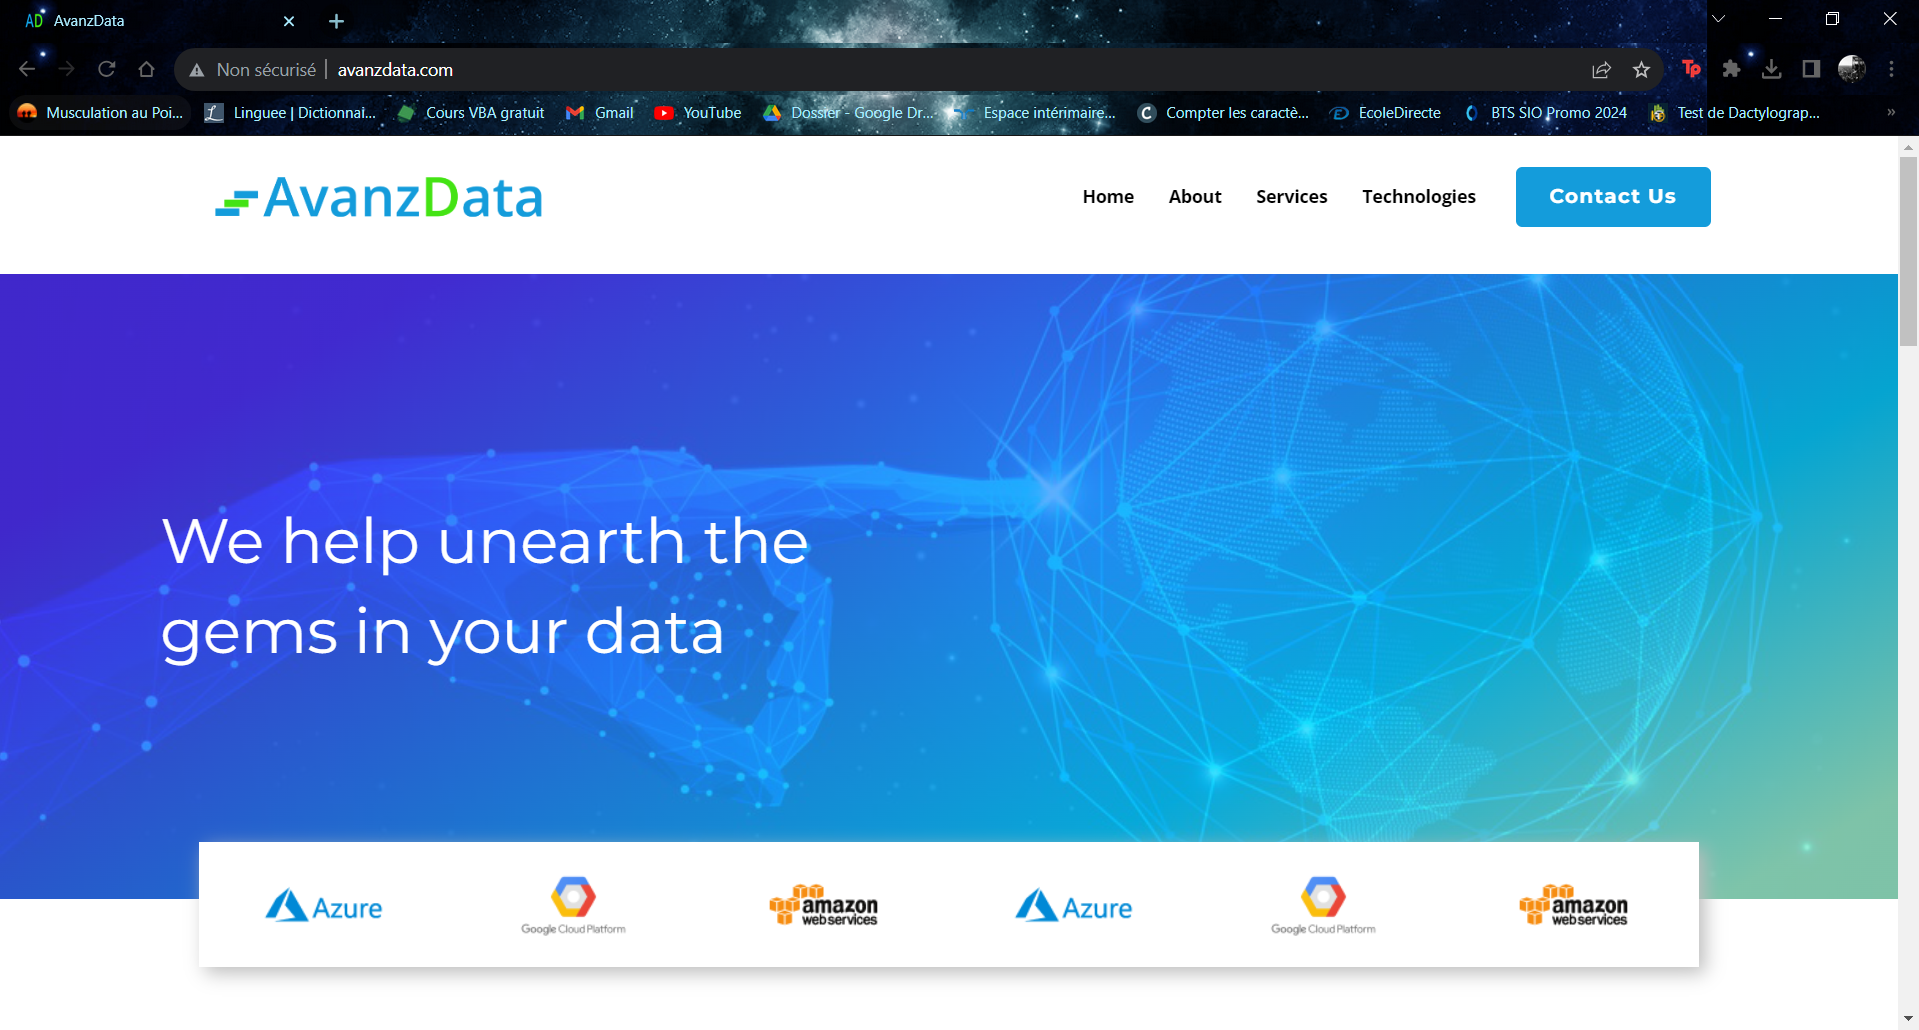 AD AvanzData
Non sécurisé | avanzdata.com
Tp
Musculation au Poi... Linguee | Dictionnai... Cours VBA gratuit Gmail YouTube Dossier - Google Dr... Espace intérimaire... C Compter les caractè... EcoleDirecte BTS SIO Promo 2024 Test de Dactylograp... »
AvanzData
Home About Services Technologies Contact Us
We help unearth the
gems in your data
Azure Google Cloud Platform amazon web services Azure Google Cloud Platform amazon web services